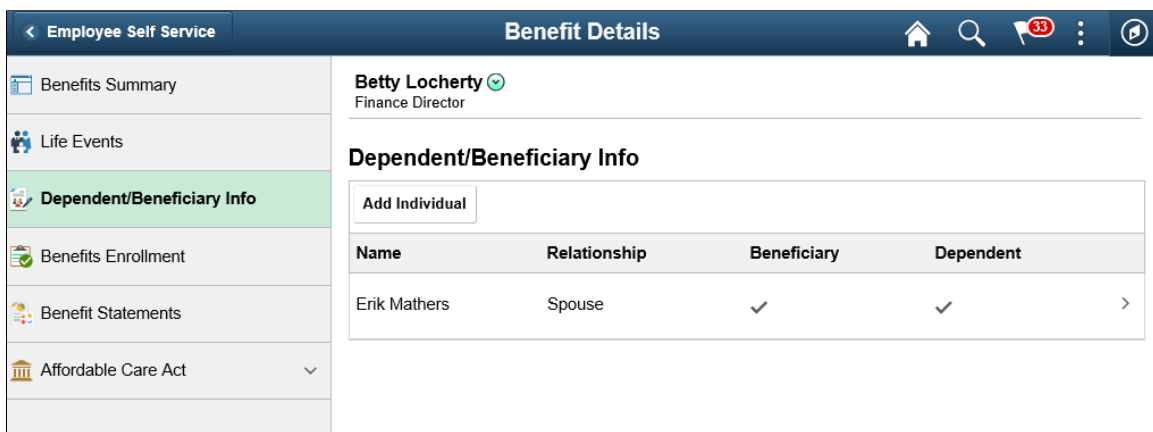 Employee Self Service
Benefit Details
33
Benefits Summary
Life Events
Dependent/Beneficiary Info
Benefits Enrollment
Benefit Statements
Affordable Care Act
Betty Locherty
Finance Director
Dependent/Beneficiary Info
Add Individual
Name Relationship Beneficiary Dependent
Erik Mathers Spouse